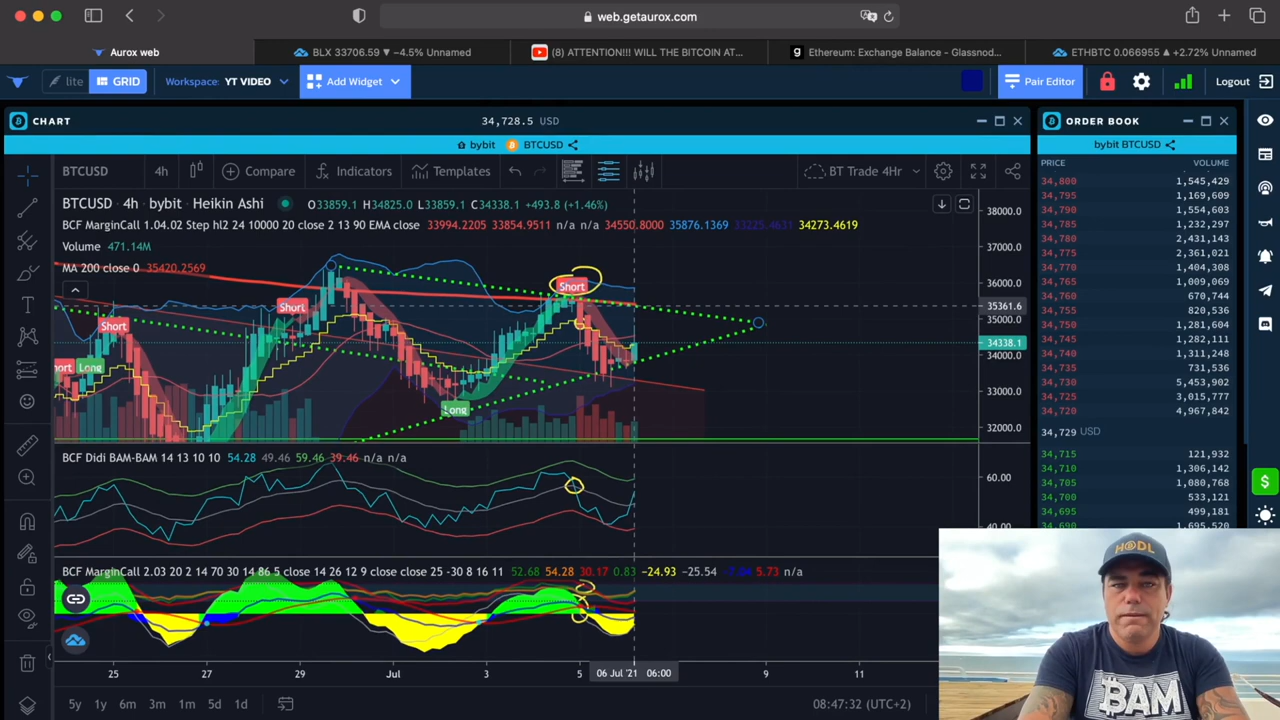 web.getaurox.com
Aurox web
BLX 33706.59 ▼ −4.5% Unnamed
(8) ATTENTION!!! WILL THE BITCOIN AT...
Ethereum: Exchange Balance - Glassnod...
ETHBTC 0.066955 ▲ +2.72% Unnamed
lite
GRID
Workspace: YT VIDEO
Add Widget
Pair Editor
Logout
CHART
34,728.5 USD
bybit BTCUSD
BTCUSD 4h Compare Indicators Templates BT Trade 4Hr
BTCUSD • 4h • bybit • Heikin Ashi O33859.1 H34825.0 L33859.1 C34338.1 +493.8 (+1.46%)
BCF MarginCall 1.04.02 Step hl2 24 10000 20 close 2 13 90 EMA close 33994.2205 33854.9511 n/a n/a 34550.8000 35876.1369 33225.4631 34273.4619
Volume 471.14M
MA 200 close 0 35420.2569
Short
Short
Short
Long
Long
38000.0
37000.0
36000.0
35361.6
35000.0
34338.1
34000.0
33000.0
32000.0
BCF Didi BAM-BAM 14 13 10 10 54.28 49.46 59.46 39.46 n/a n/a
60.00
40.00
BCF MarginCall 2.03 20 2 14 70 30 14 86 5 close 14 26 12 9 close close 25 -30 8 16 11 52.68 54.28 30.17 0.83 −24.93 −25.54 5.73 n/a
25
27
29
Jul
3
5
06 Jul '21 06:00
9
11
5y 1y 6m 3m 1m 5d 1d
08:47:32 (UTC+2)
ORDER BOOK
bybit BTCUSD
PRICE VOLUME
34,800 1,545,429
34,795 1,169,609
34,790 1,554,603
34,785 1,232,297
34,780 2,431,143
34,775 2,361,021
34,770 1,407,308
34,765 1,009,069
34,760 670,744
34,755 820,536
34,750 1,281,604
34,745 1,282,111
34,740 1,311,248
34,735 731,536
34,730 5,453,902
34,725 3,015,777
34,720 4,967,842
34,729 USD
34,715 121,932
34,710 1,306,142
34,705 1,080,768
34,700 533,121
34,695 499,181
34,690 1,695,520
HODL
BAM